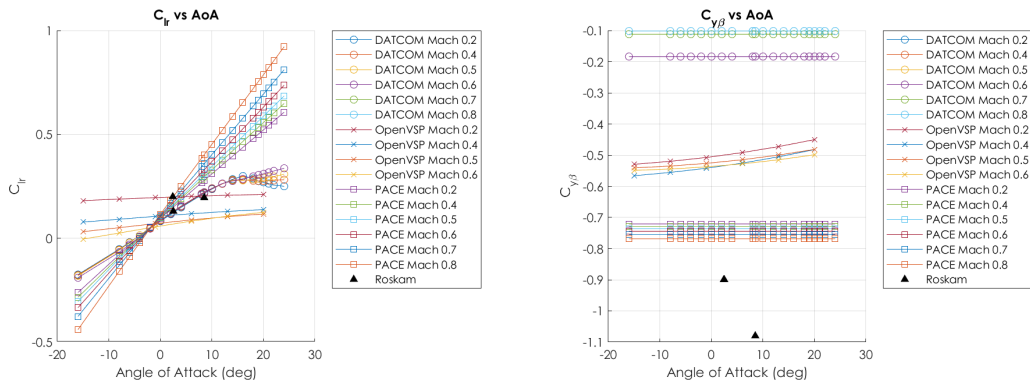 C_lr vs AoA
1
0.5
0
-0.5
C_lr
-20
-10
0
10
20
30
Angle of Attack (deg)
DATCOM Mach 0.2
DATCOM Mach 0.4
DATCOM Mach 0.5
DATCOM Mach 0.6
DATCOM Mach 0.7
DATCOM Mach 0.8
OpenVSP Mach 0.2
OpenVSP Mach 0.4
OpenVSP Mach 0.5
OpenVSP Mach 0.6
PACE Mach 0.2
PACE Mach 0.4
PACE Mach 0.5
PACE Mach 0.6
PACE Mach 0.7
PACE Mach 0.8
Roskam
C_yβ vs AoA
-0.1
-0.2
-0.3
-0.4
-0.5
-0.6
-0.7
-0.8
-0.9
-1
-1.1
C_yβ
-20
-10
0
10
20
30
Angle of Attack (deg)
DATCOM Mach 0.2
DATCOM Mach 0.4
DATCOM Mach 0.5
DATCOM Mach 0.6
DATCOM Mach 0.7
DATCOM Mach 0.8
OpenVSP Mach 0.2
OpenVSP Mach 0.4
OpenVSP Mach 0.5
OpenVSP Mach 0.6
PACE Mach 0.2
PACE Mach 0.4
PACE Mach 0.5
PACE Mach 0.6
PACE Mach 0.7
PACE Mach 0.8
Roskam